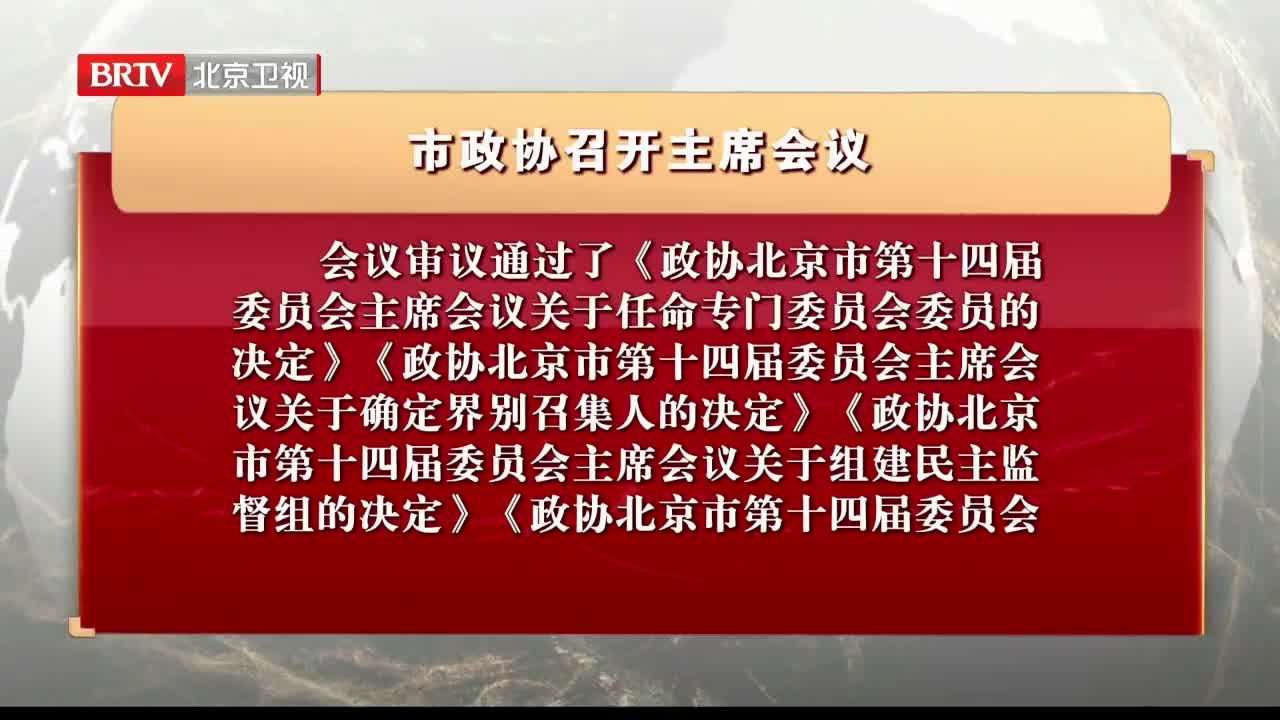 BRTV 北京卫视
市政协召开主席会议
会议审议通过了《政协北京市第十四届
委员会主席会议关于任命专门委员会委员的
决定》《政协北京市第十四届委员会主席会
议关于确定界别召集人的决定》《政协北京
市第十四届委员会主席会议关于组建民主监
督组的决定》《政协北京市第十四届委员会